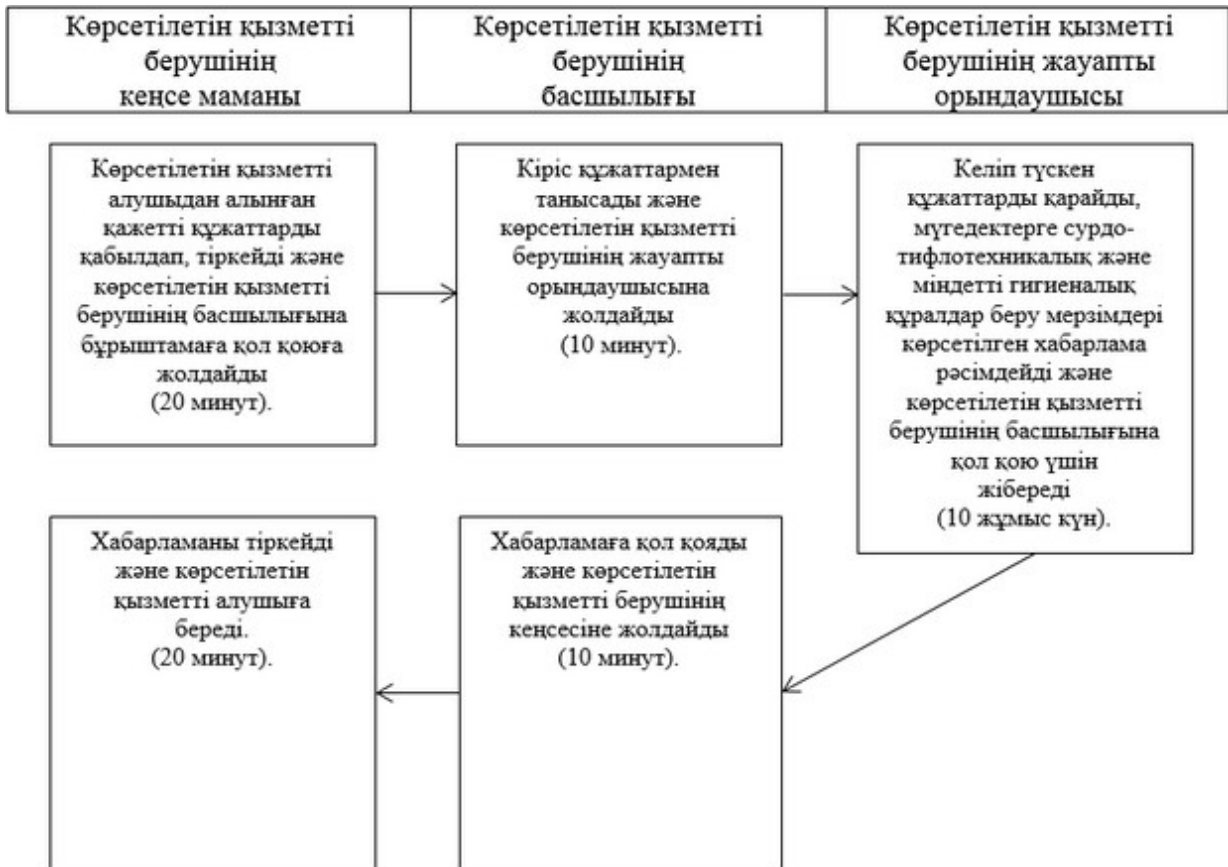 Көрсетілетін қызметті
берушінің
кеңсе маманы
Көрсетілетін қызметті
берушінің
басшылығы
Көрсетілетін қызметті
берушінің жауапты
орындаушысы
Көрсетілетін қызметті
алушыдан алынған
қажетті құжаттарды
қабылдап, тіркейді және
көрсетілетін қызметті
берушінің басшылығына
бұрыштамаға қол қоюға
жолдайды
(20 минут).
Кіріс құжаттармен
танысады және
көрсетілетін қызметті
берушінің жауапты
орындаушысына
жолдайды
(10 минут).
Келіп түскен
құжаттарды қарайды,
мүгедектерге сурдо-
тифлотехникалық және
міндетті гигиеналық
құралдар беру мерзімдері
көрсетілген хабарлама
рәсімдейді және
көрсетілетін қызметті
берушінің басшылығына
қол қою үшін
жібереді
(10 жұмыс күн).
Хабарламаны тіркейді
және көрсетілетін
қызметті алушыға
береді.
(20 минут).
Хабарламаға қол қояды
және көрсетілетін
қызметті берушінің
кеңсесіне жолдайды
(10 минут).